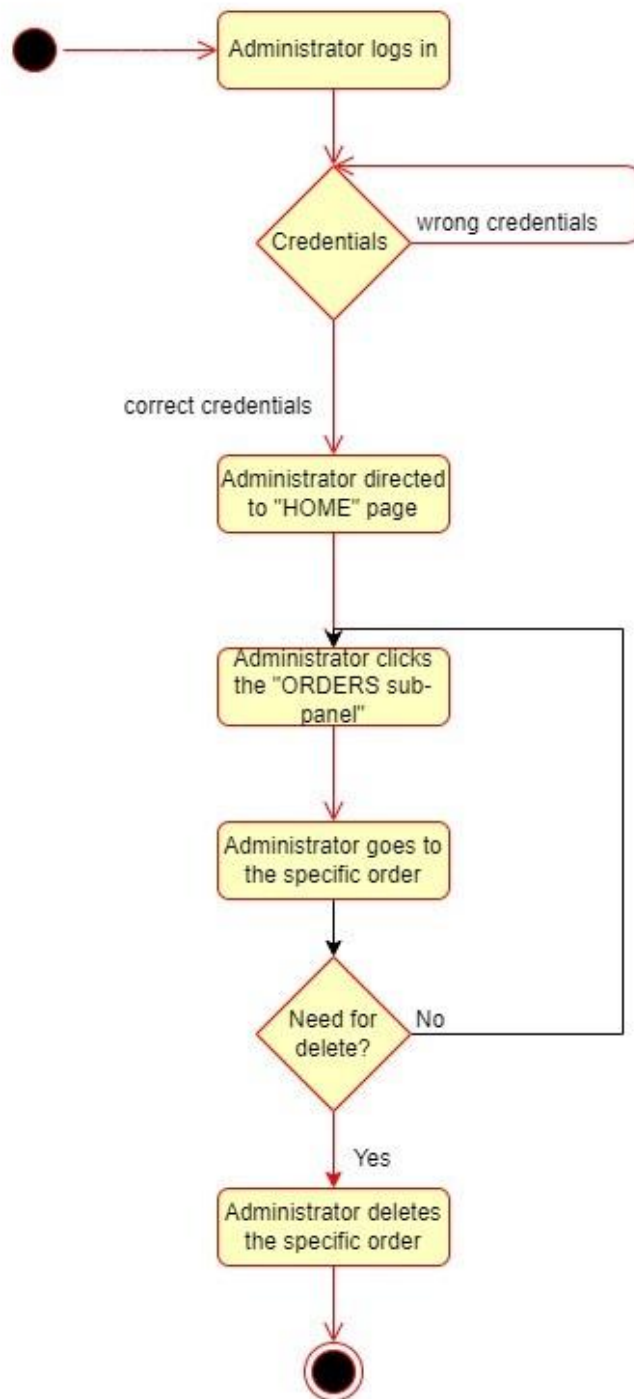 Administrator logs in
Credentials
wrong credentials
correct credentials
Administrator directed
to "HOME" page
Administrator clicks
the "ORDERS sub-
panel"
Administrator goes to
the specific order
Need for
delete?
No
Yes
Administrator deletes
the specific order